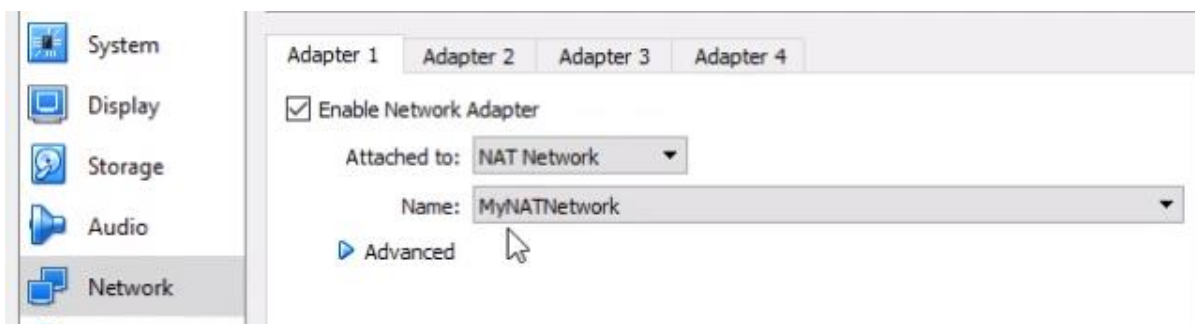 System
Display
Storage
Audio
Network
Adapter 1 Adapter 2 Adapter 3 Adapter 4
Enable Network Adapter
Attached to: NAT Network
Name: MyNATNetwork
Advanced